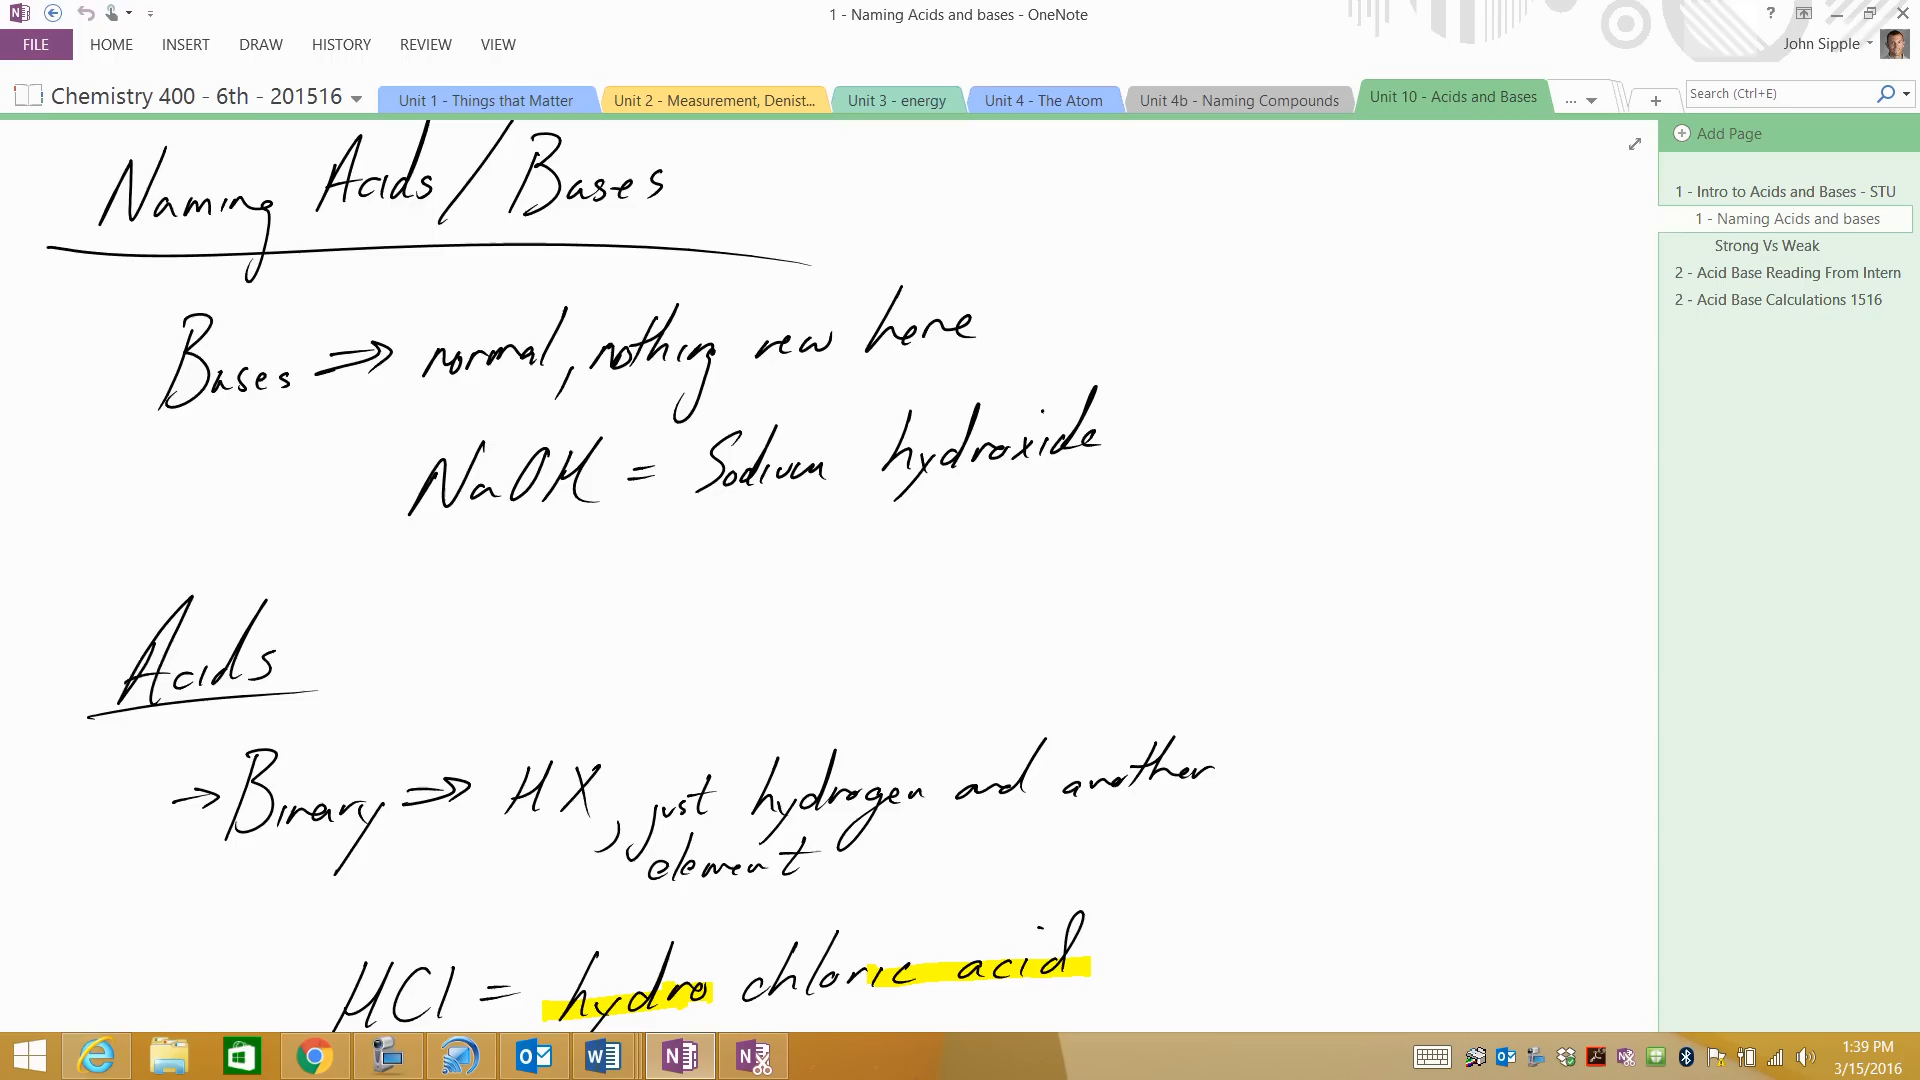 1 - Naming Acids and bases - OneNote
?
FILE HOME INSERT DRAW HISTORY REVIEW VIEW
John Sipple
Chemistry 400 - 6th - 201516
Unit 1 - Things that Matter
Unit 2 - Measurement, Denist...
Unit 3 - energy
Unit 4 - The Atom
Unit 4b - Naming Compounds
Unit 10 - Acids and Bases
...
Search (Ctrl+E)
Add Page
1 - Intro to Acids and Bases - STU
1 - Naming Acids and bases
Strong Vs Weak
2 - Acid Base Reading From Intern
2 - Acid Base Calculations 1516
Naming Acids / Bases
Bases ⇒ normal, nothing new here
NaOH = Sodium hydroxide
Acids
→ Binary ⇒ HX, just hydrogen and another
element
HCl = hydro chloric acid
1:39 PM
3/15/2016